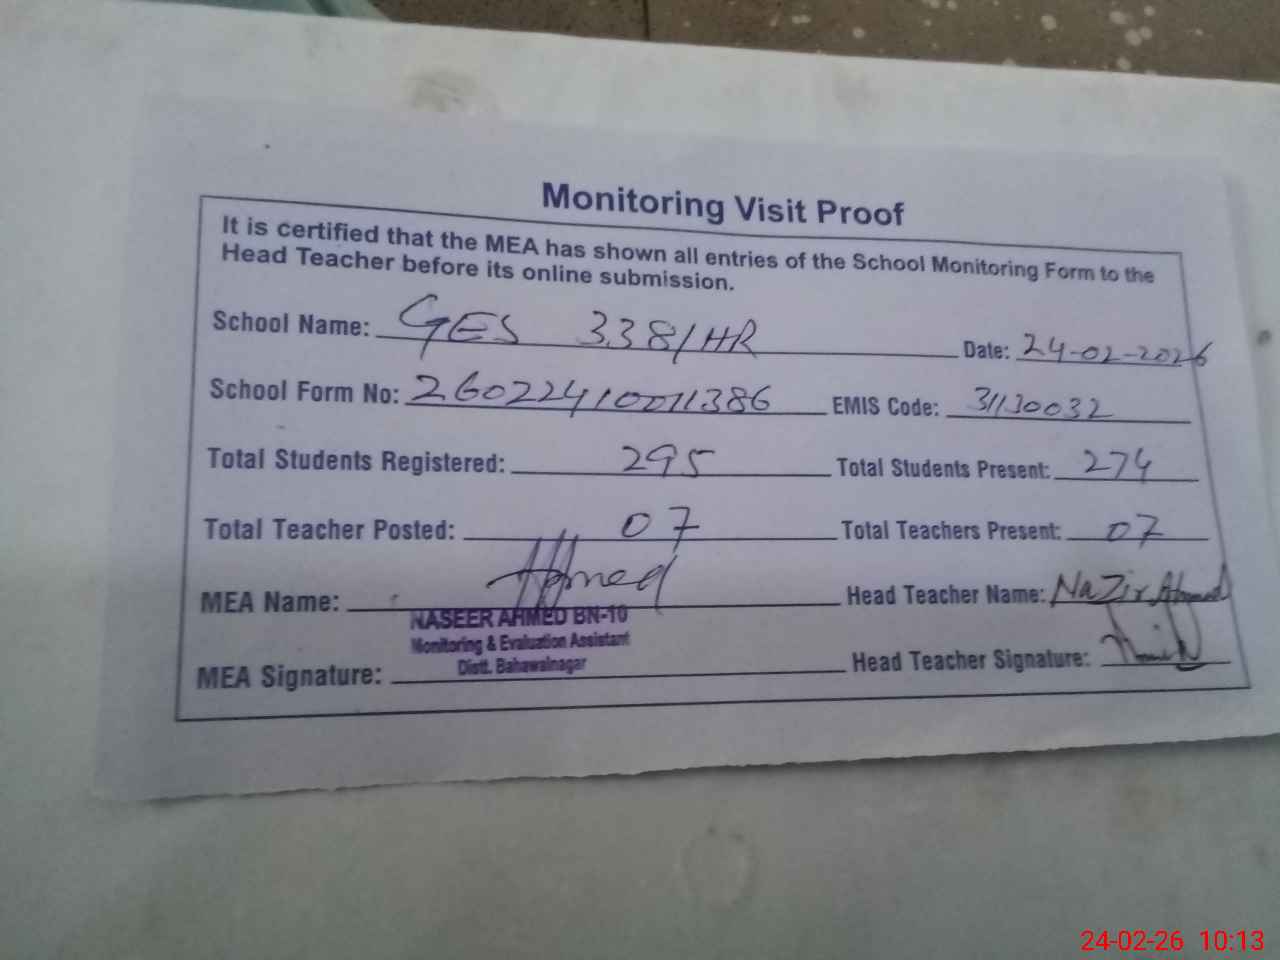 Monitoring Visit Proof
It is certified that the MEA has shown all entries of the School Monitoring Form to the
Head Teacher before its online submission.
School Name: GES 338/HR Date: 24-02-2026
School Form No: 26022410011386 EMIS Code: 31130032
Total Students Registered: 295 Total Students Present: 274
Total Teacher Posted: 07 Total Teachers Present: 07
MEA Name: Ahmed Head Teacher Name: Nazir Ahmed
NASEER AHMED BN-10
Monitoring & Evaluation Assistant
Distt. Bahawalnagar
MEA Signature: Head Teacher Signature:
24-02-26 10:13